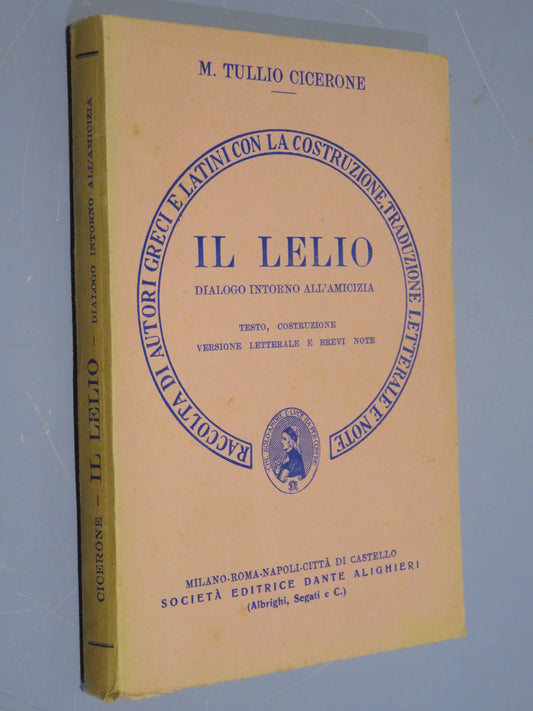 M. TULLIO CICERONE
RACCOLTA DI AUTORI GRECI E LATINI CON LA COSTRUZIONE, TRADUZIONE LETTERALE E NOTE
IL LELIO
DIALOGO INTORNO ALL'AMICIZIA
TESTO, COSTRUZIONE
VERSIONE LETTERALE E BREVI NOTE
MILANO-ROMA-NAPOLI-CITTÀ DI CASTELLO
SOCIETÀ EDITRICE DANTE ALIGHIERI
(Albrighi, Segati e C.)
CICERONE — IL LELIO — DIALOGO INTORNO ALL'AMICIZIA